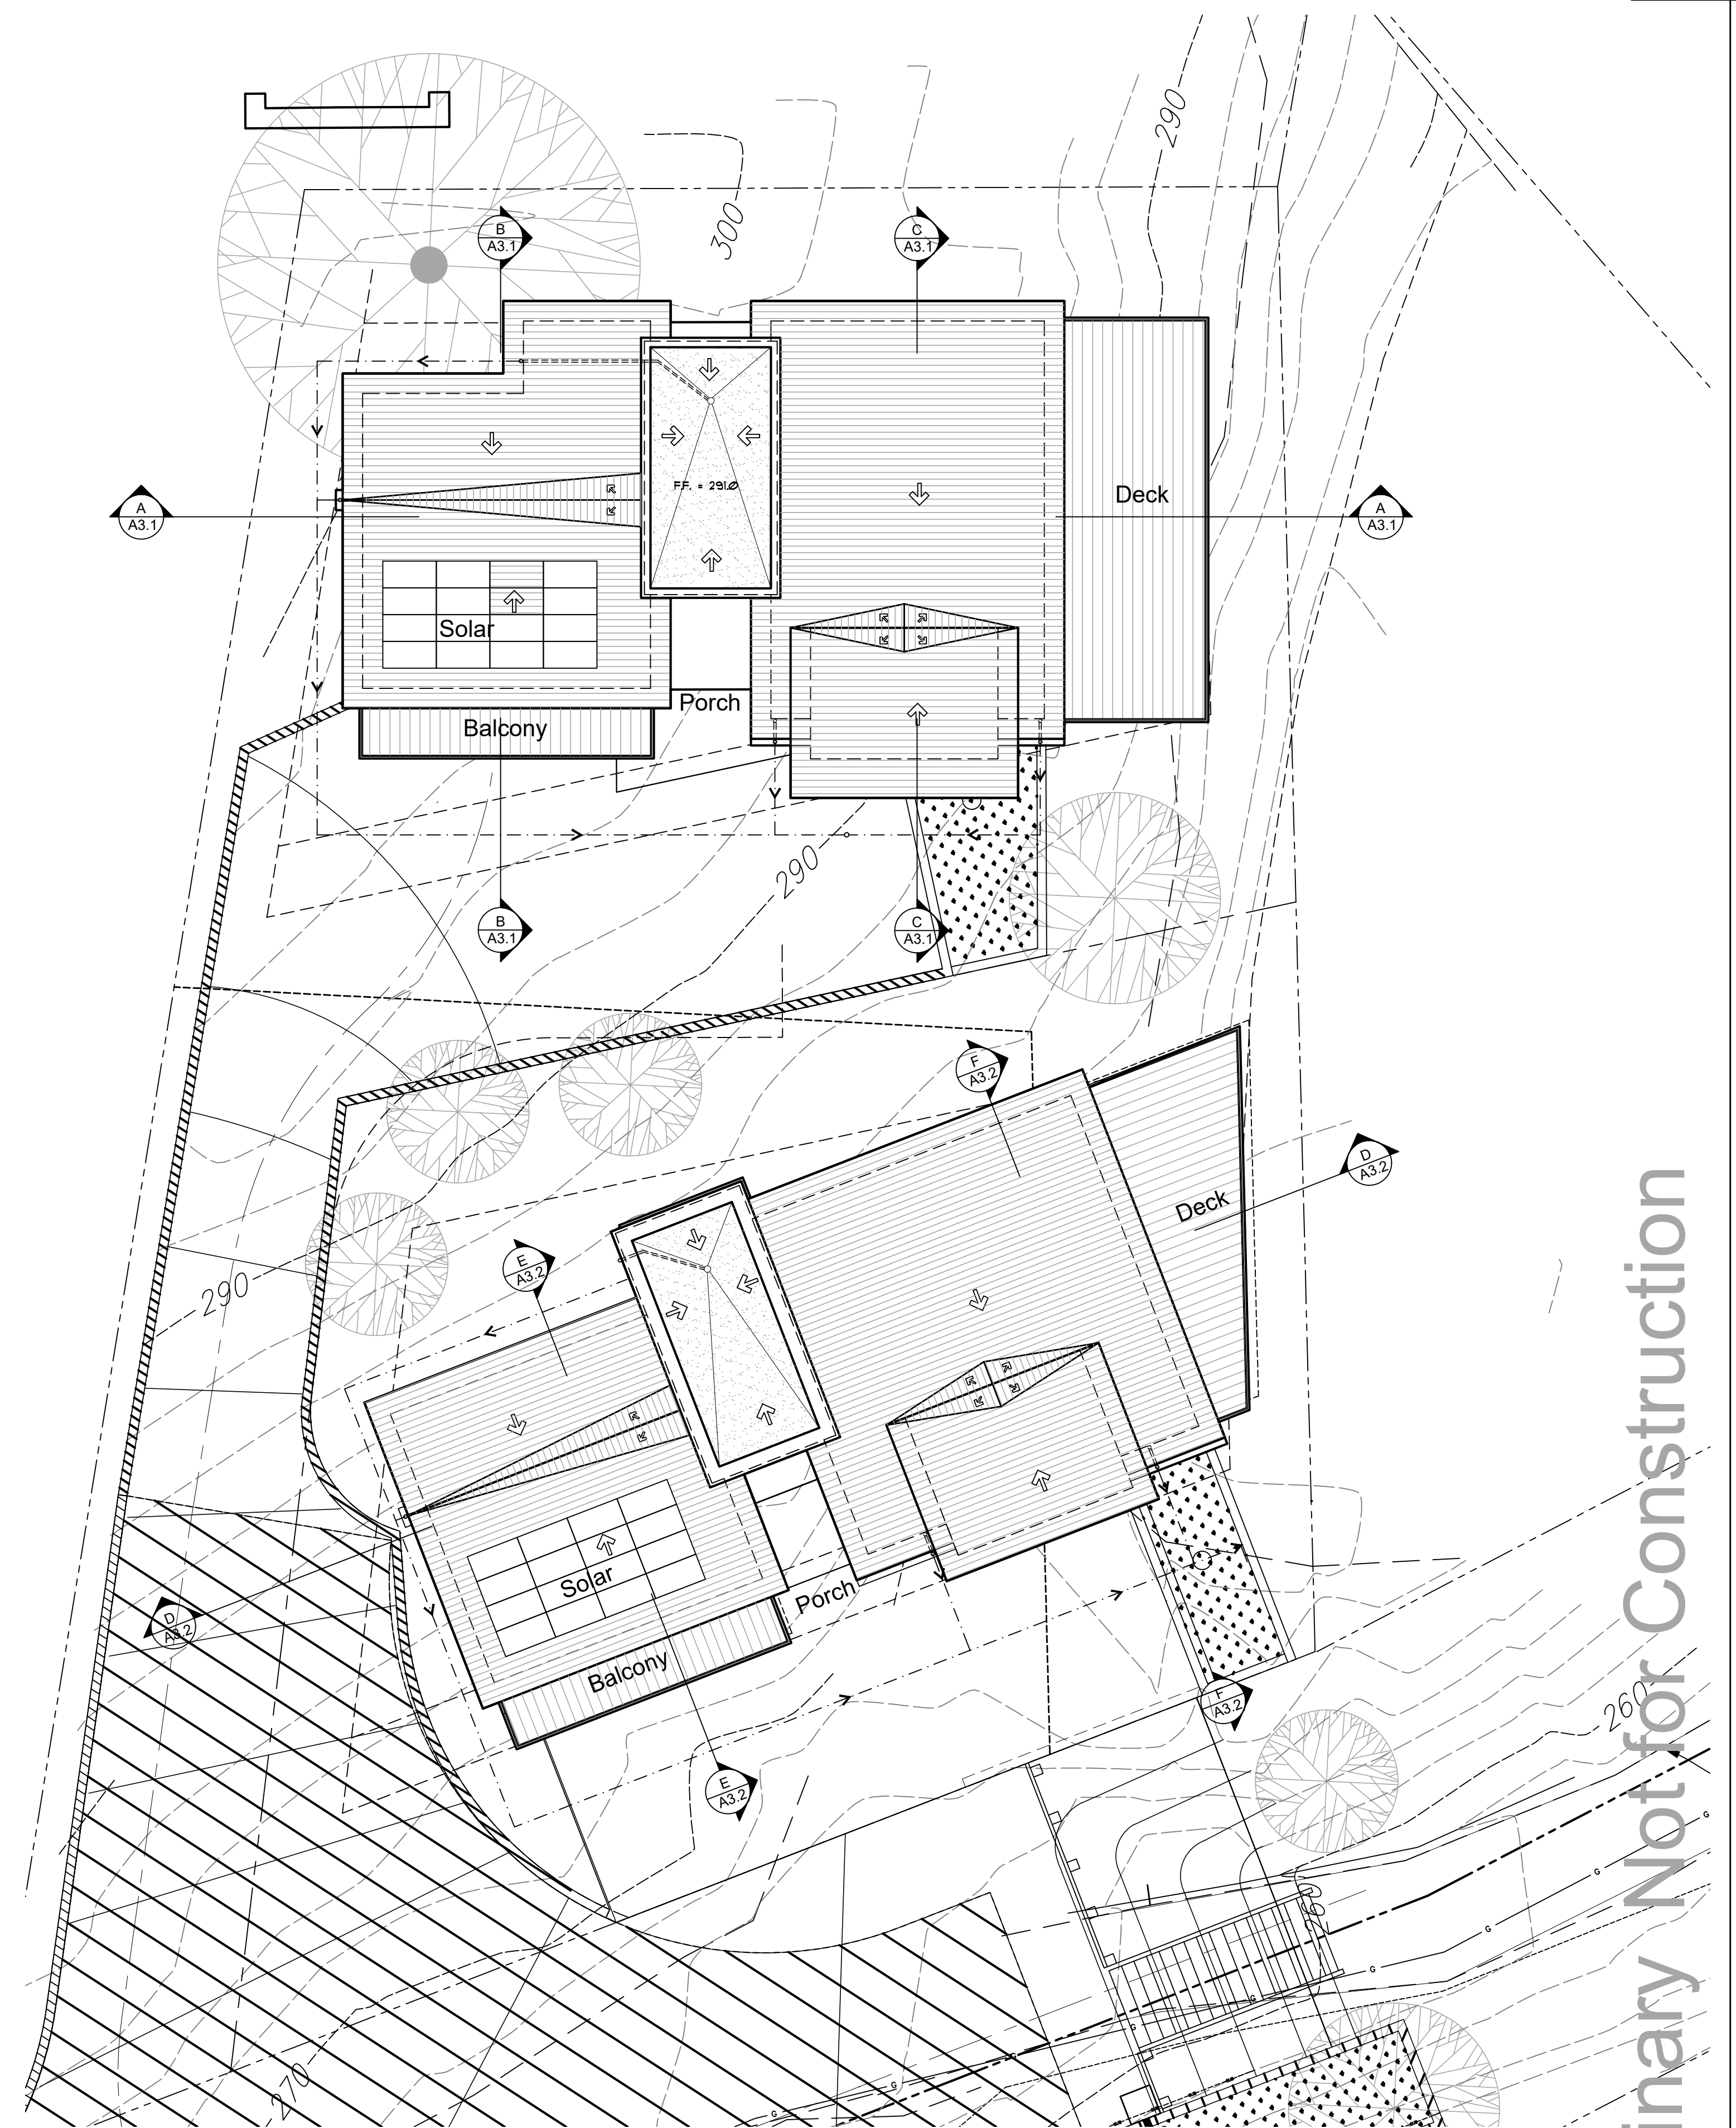 290
300
B
A3.1
C
A3.1
F.F. = 291.0
Deck
A
A3.1
A
A3.1
Solar
Porch
Balcony
290
B
A3.1
C
A3.1
F
A3.2
D
A3.2
Deck
E
A3.2
290
Solar
Porch
D
A3.2
Balcony
F
A3.2
260
E
A3.2
G
G
G
G
260
G
G
G
G
G
270
inary Not for Construction